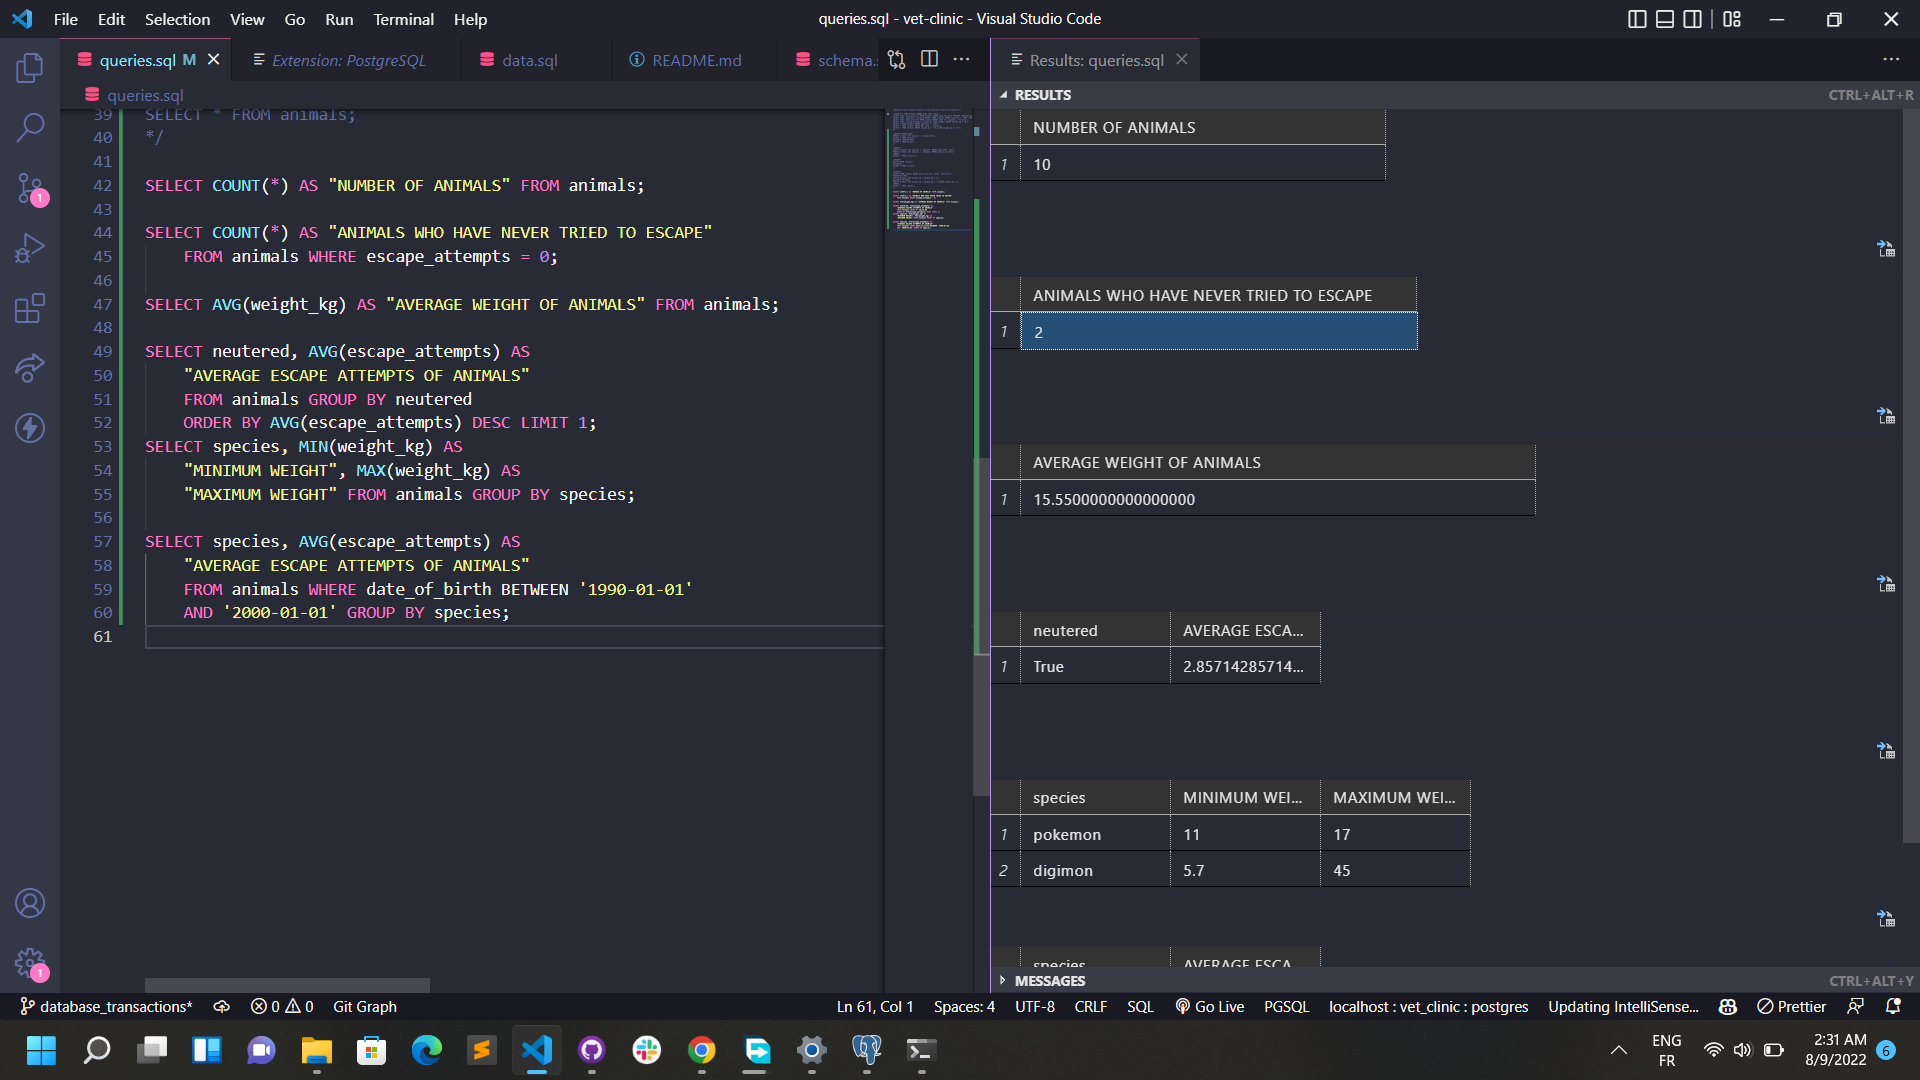 File Edit Selection View Go Run Terminal Help
queries.sql - vet-clinic - Visual Studio Code
queries.sql M
Extension: PostgreSQL
data.sql
README.md
schema.s
Results: queries.sql
queries.sql
39 SELECT * FROM animals;
40 */
41
42 SELECT COUNT(*) AS "NUMBER OF ANIMALS" FROM animals;
43
44 SELECT COUNT(*) AS "ANIMALS WHO HAVE NEVER TRIED TO ESCAPE"
45 FROM animals WHERE escape_attempts = 0;
46
47 SELECT AVG(weight_kg) AS "AVERAGE WEIGHT OF ANIMALS" FROM animals;
48
49 SELECT neutered, AVG(escape_attempts) AS
50 "AVERAGE ESCAPE ATTEMPTS OF ANIMALS"
51 FROM animals GROUP BY neutered
52 ORDER BY AVG(escape_attempts) DESC LIMIT 1;
53 SELECT species, MIN(weight_kg) AS
54 "MINIMUM WEIGHT", MAX(weight_kg) AS
55 "MAXIMUM WEIGHT" FROM animals GROUP BY species;
56
57 SELECT species, AVG(escape_attempts) AS
58 "AVERAGE ESCAPE ATTEMPTS OF ANIMALS"
59 FROM animals WHERE date_of_birth BETWEEN '1990-01-01'
60 AND '2000-01-01' GROUP BY species;
61
RESULTS CTRL+ALT+R
NUMBER OF ANIMALS
1 10
ANIMALS WHO HAVE NEVER TRIED TO ESCAPE
1 2
AVERAGE WEIGHT OF ANIMALS
1 15.5500000000000000
neutered AVERAGE ESCA...
1 True 2.85714285714...
species MINIMUM WEI... MAXIMUM WEI...
1 pokemon 11 17
2 digimon 5.7 45
species AVERAGE ESCA
MESSAGES CTRL+ALT+Y
1
1
database_transactions* 0 0 Git Graph
Ln 61, Col 1 Spaces: 4 UTF-8 CRLF SQL Go Live PGSQL localhost : vet_clinic : postgres Updating IntelliSense... Prettier
ENG
FR
2:31 AM
8/9/2022
6